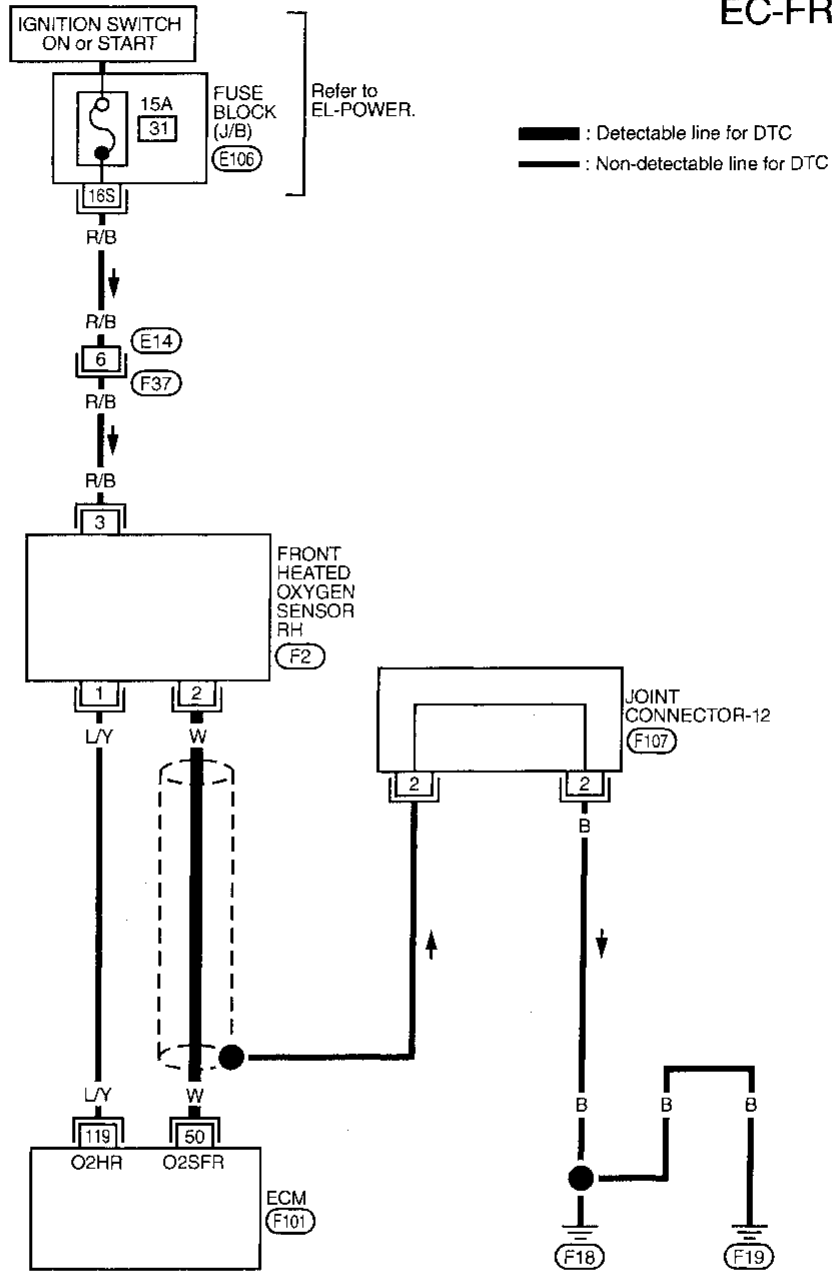 EC-FR
IGNITION SWITCH
ON or START
15A
31
FUSE
BLOCK
(J/B)
E106
Refer to
EL-POWER.
: Detectable line for DTC
: Non-detectable line for DTC
16S
R/B
R/B
E14
6
F37
R/B
R/B
3
FRONT
HEATED
OXYGEN
SENSOR
RH
F2
1
2
L/Y
W
JOINT
CONNECTOR-12
F107
2
2
B
L/Y
W
B
B
B
119
50
O2HR
O2SFR
ECM
F101
F18
F19